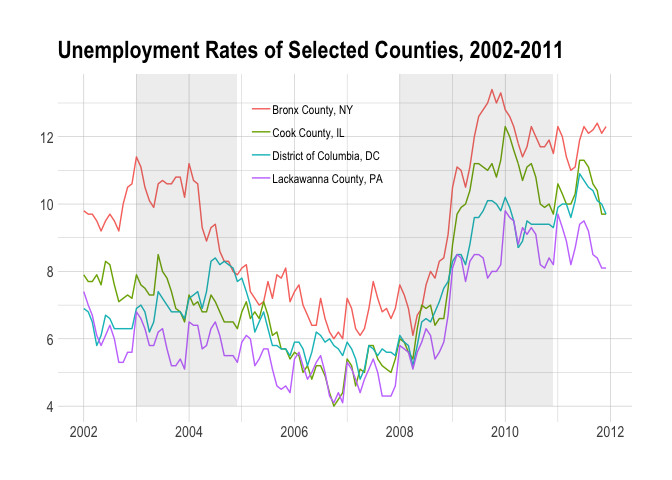 Unemployment Rates of Selected Counties, 2002-2011
Bronx County, NY
Cook County, IL
District of Columbia, DC
Lackawanna County, PA
12
10
8
6
4
2002 2004 2006 2008 2010 2012